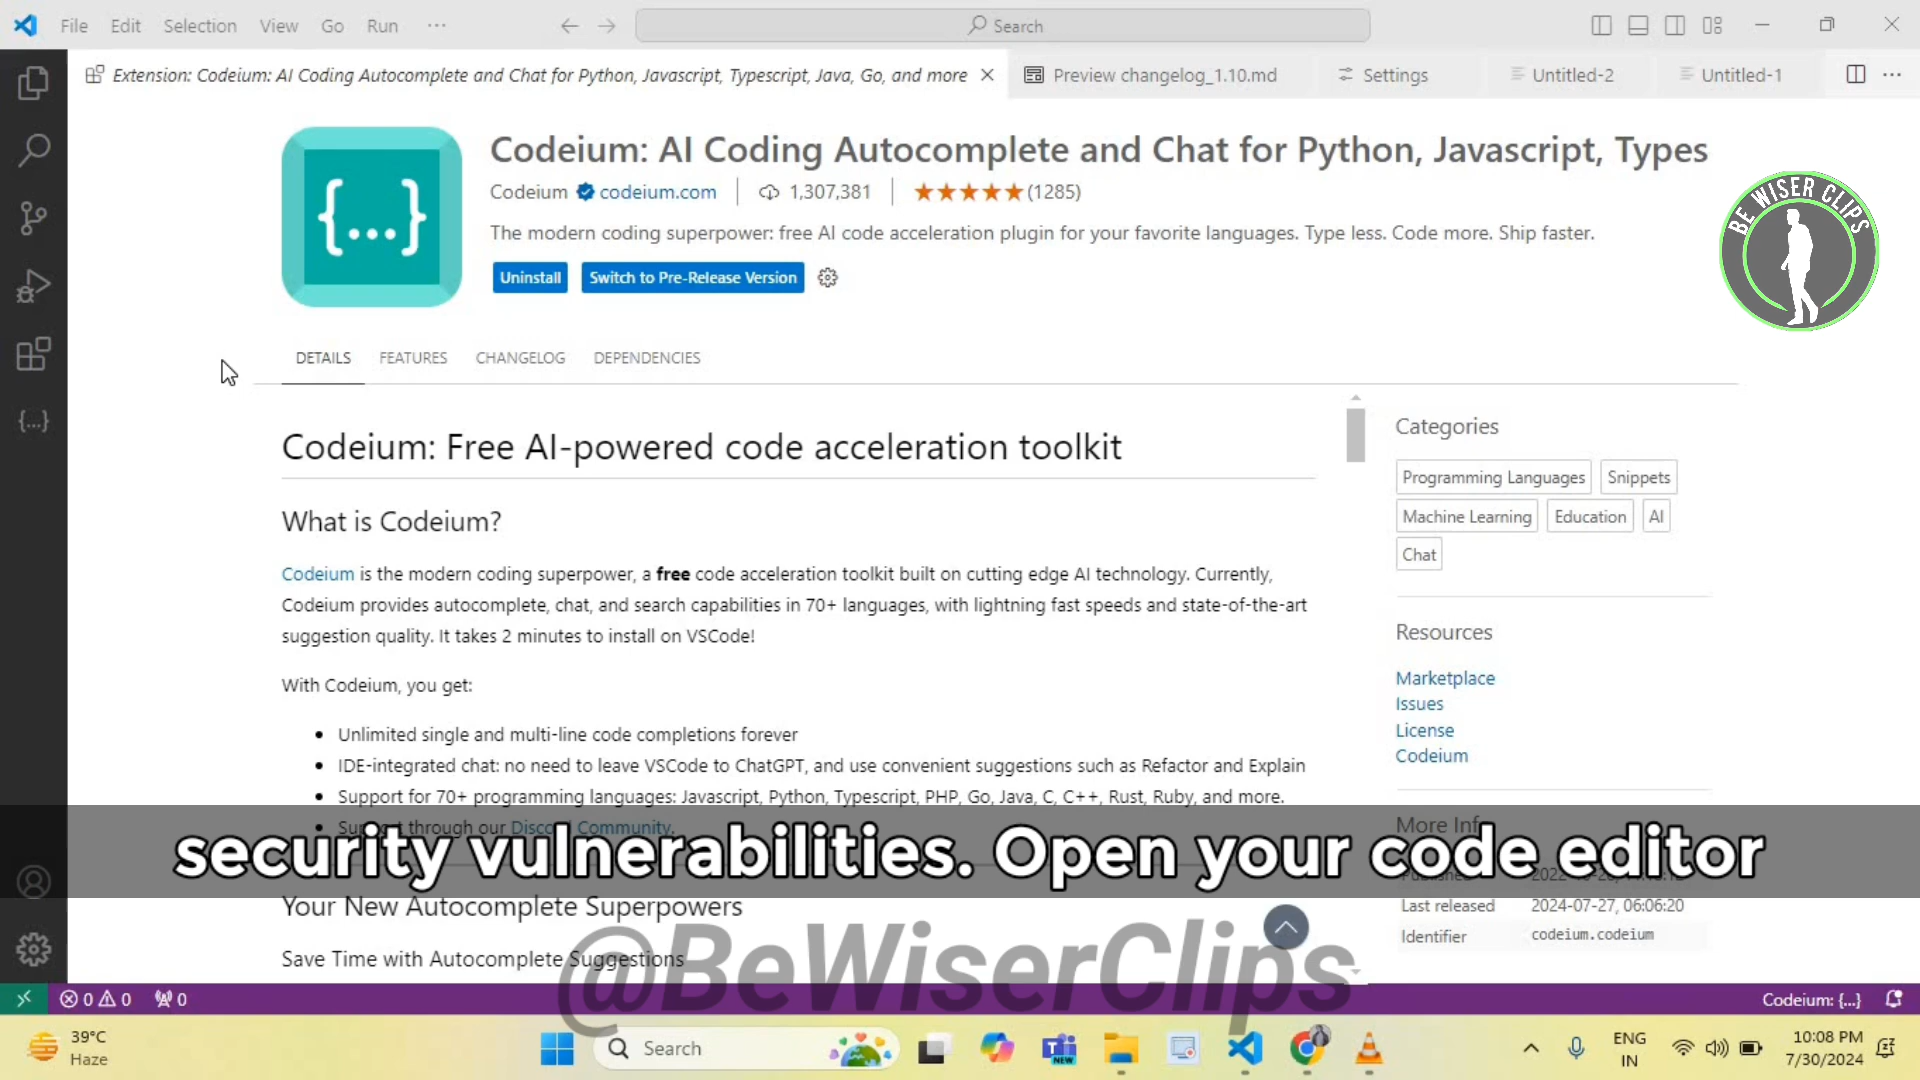 File Edit Selection View Go Run ···
Search
Extension: Codeium: AI Coding Autocomplete and Chat for Python, Javascript, Typescript, Java, Go, and more
Preview changelog_1.10.md
Settings
Untitled-2
Untitled-1
{...}
Codeium: AI Coding Autocomplete and Chat for Python, Javascript, Types
Codeium codeium.com 1,307,381 (1285)
The modern coding superpower: free AI code acceleration plugin for your favorite languages. Type less. Code more. Ship faster.
Uninstall Switch to Pre-Release Version
BE WISER CLIPS
DETAILS FEATURES CHANGELOG DEPENDENCIES
{...}
Codeium: Free AI-powered code acceleration toolkit
What is Codeium?
Codeium is the modern coding superpower, a free code acceleration toolkit built on cutting edge AI technology. Currently,
Codeium provides autocomplete, chat, and search capabilities in 70+ languages, with lightning fast speeds and state-of-the-art
suggestion quality. It takes 2 minutes to install on VSCode!
With Codeium, you get:
• Unlimited single and multi-line code completions forever
• IDE-integrated chat: no need to leave VSCode to ChatGPT, and use convenient suggestions such as Refactor and Explain
• Support for 70+ programming languages: Javascript, Python, Typescript, PHP, Go, Java, C, C++, Rust, Ruby, and more.
• Support through our Discord Community.
Your New Autocomplete Superpowers
Save Time with Autocomplete Suggestions
Categories
Programming Languages Snippets
Machine Learning Education AI
Chat
Resources
Marketplace
Issues
License
Codeium
More Info
Published
Last released 2024-07-27, 06:06:20
Identifier codeium.codeium
security vulnerabilities. Open your code editor
@BeWiserClips
0 0 0
Codeium: {...}
39°C
Haze
Search
NEW
ENG
IN
10:08 PM
7/30/2024